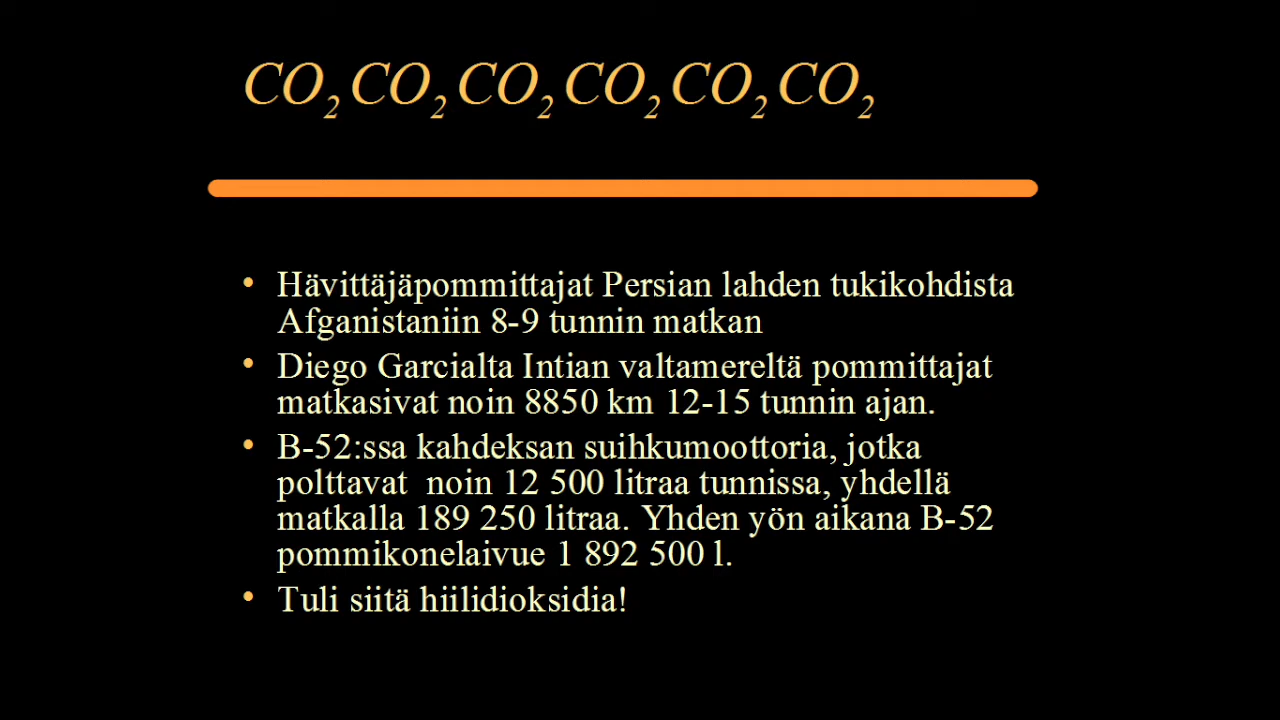 CO₂ CO₂ CO₂ CO₂ CO₂ CO₂
• Hävittäjäpommittajat Persian lahden tukikohdista
Afganistaniin 8-9 tunnin matkan
• Diego Garcialta Intian valtamereltä pommittajat
matkasivat noin 8850 km 12-15 tunnin ajan.
• B-52:ssa kahdeksan suihkumoottoria, jotka
polttavat  noin 12 500 litraa tunnissa, yhdellä
matkalla 189 250 litraa. Yhden yön aikana B-52
pommikonelaivue 1 892 500 l.
• Tuli siitä hiilidioksidia!